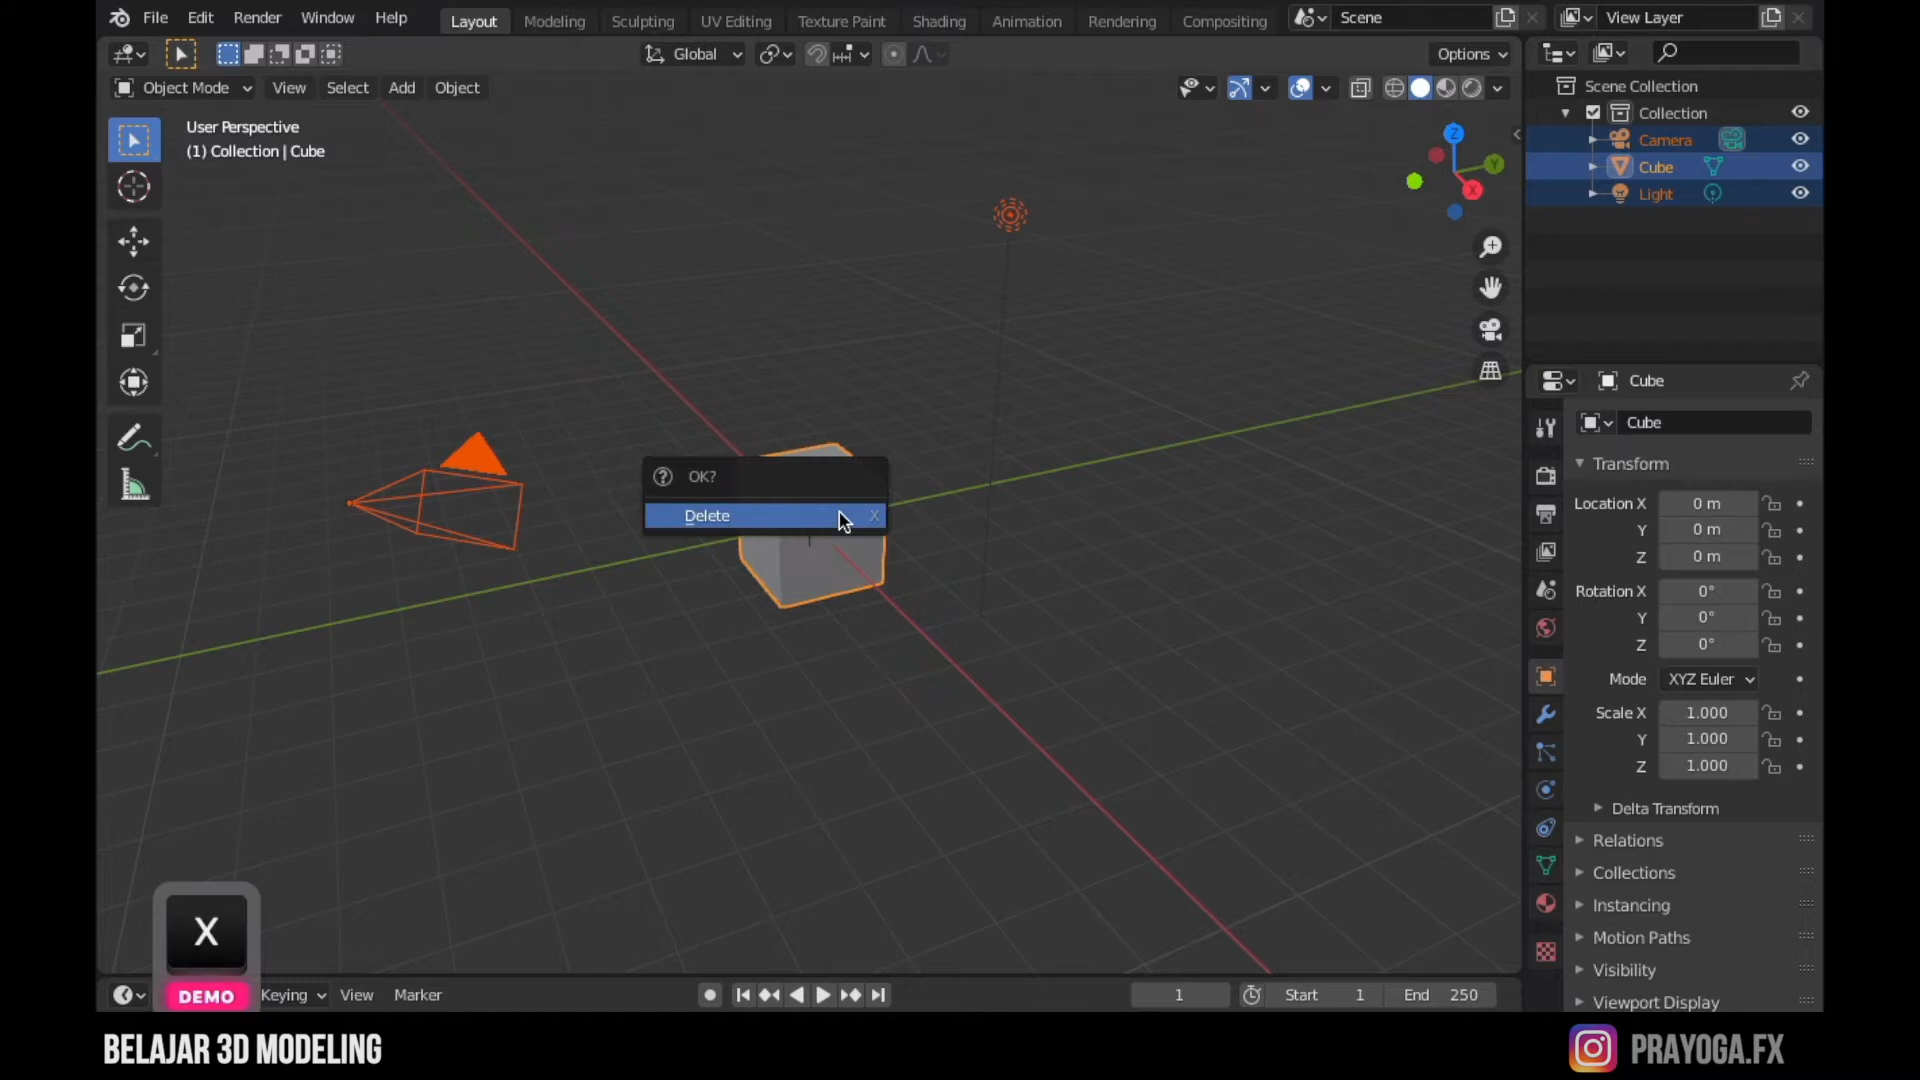 File Edit Render Window Help
Layout Modeling Sculpting UV Editing Texture Paint Shading Animation Rendering Compositing
Scene
View Layer
Global
Options
Object Mode View Select Add Object
User Perspective
(1) Collection | Cube
Z
Y
X
OK?
Delete X
Scene Collection
Collection
Camera
Cube
Light
Cube
Cube
Transform
Location X 0 m
Y 0 m
Z 0 m
Rotation X 0°
Y 0°
Z 0°
Mode XYZ Euler
Scale X 1.000
Y 1.000
Z 1.000
Delta Transform
Relations
Collections
Instancing
Motion Paths
Visibility
Viewport Display
X
DEMO
Keying View Marker
1 Start 1 End 250
BELAJAR 3D MODELING
PRAYOGA.FX